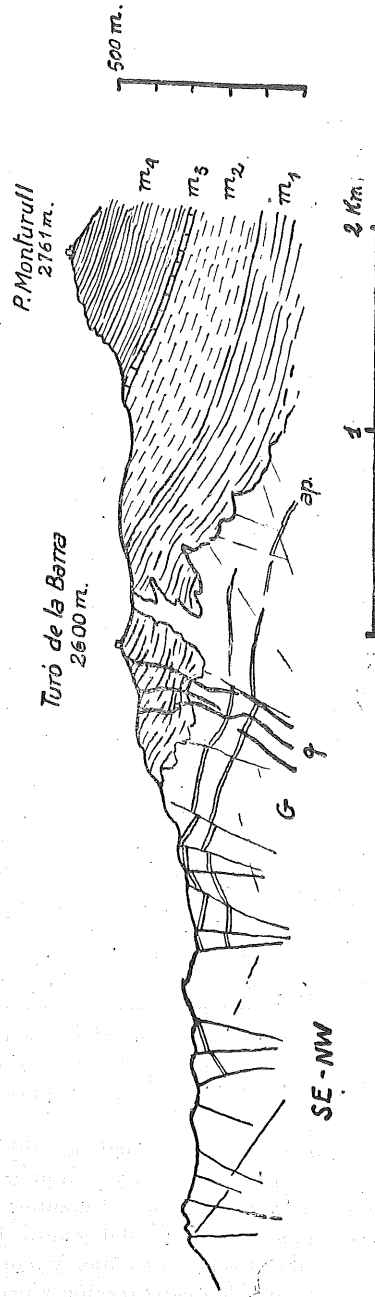 P. Monturull
2761 m.
Turó de la Barra
2600 m.
500 m.
m4
m3
m2
m1
ap.
q
G
SE - NW
1
2 Km.